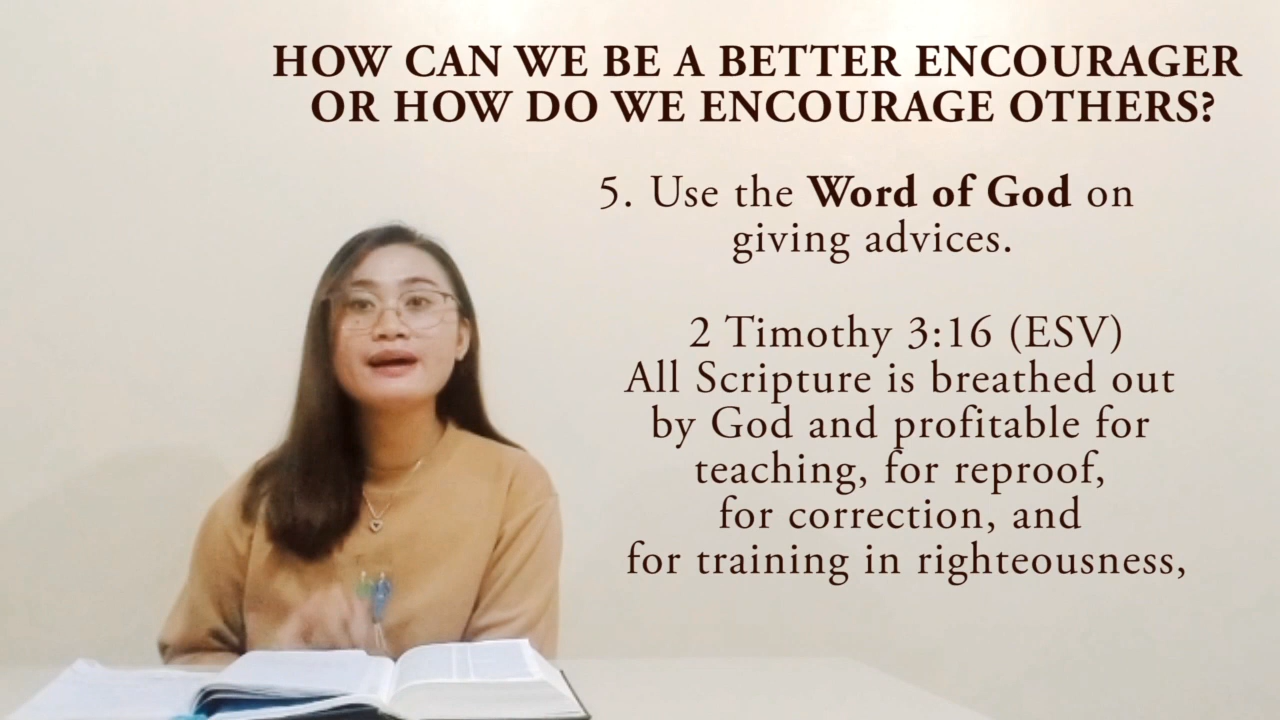 HOW CAN WE BE A BETTER ENCOURAGER
OR HOW DO WE ENCOURAGE OTHERS?
5. Use the Word of God on
giving advices.
2 Timothy 3:16 (ESV)
All Scripture is breathed out
by God and profitable for
teaching, for reproof,
for correction, and
for training in righteousness,